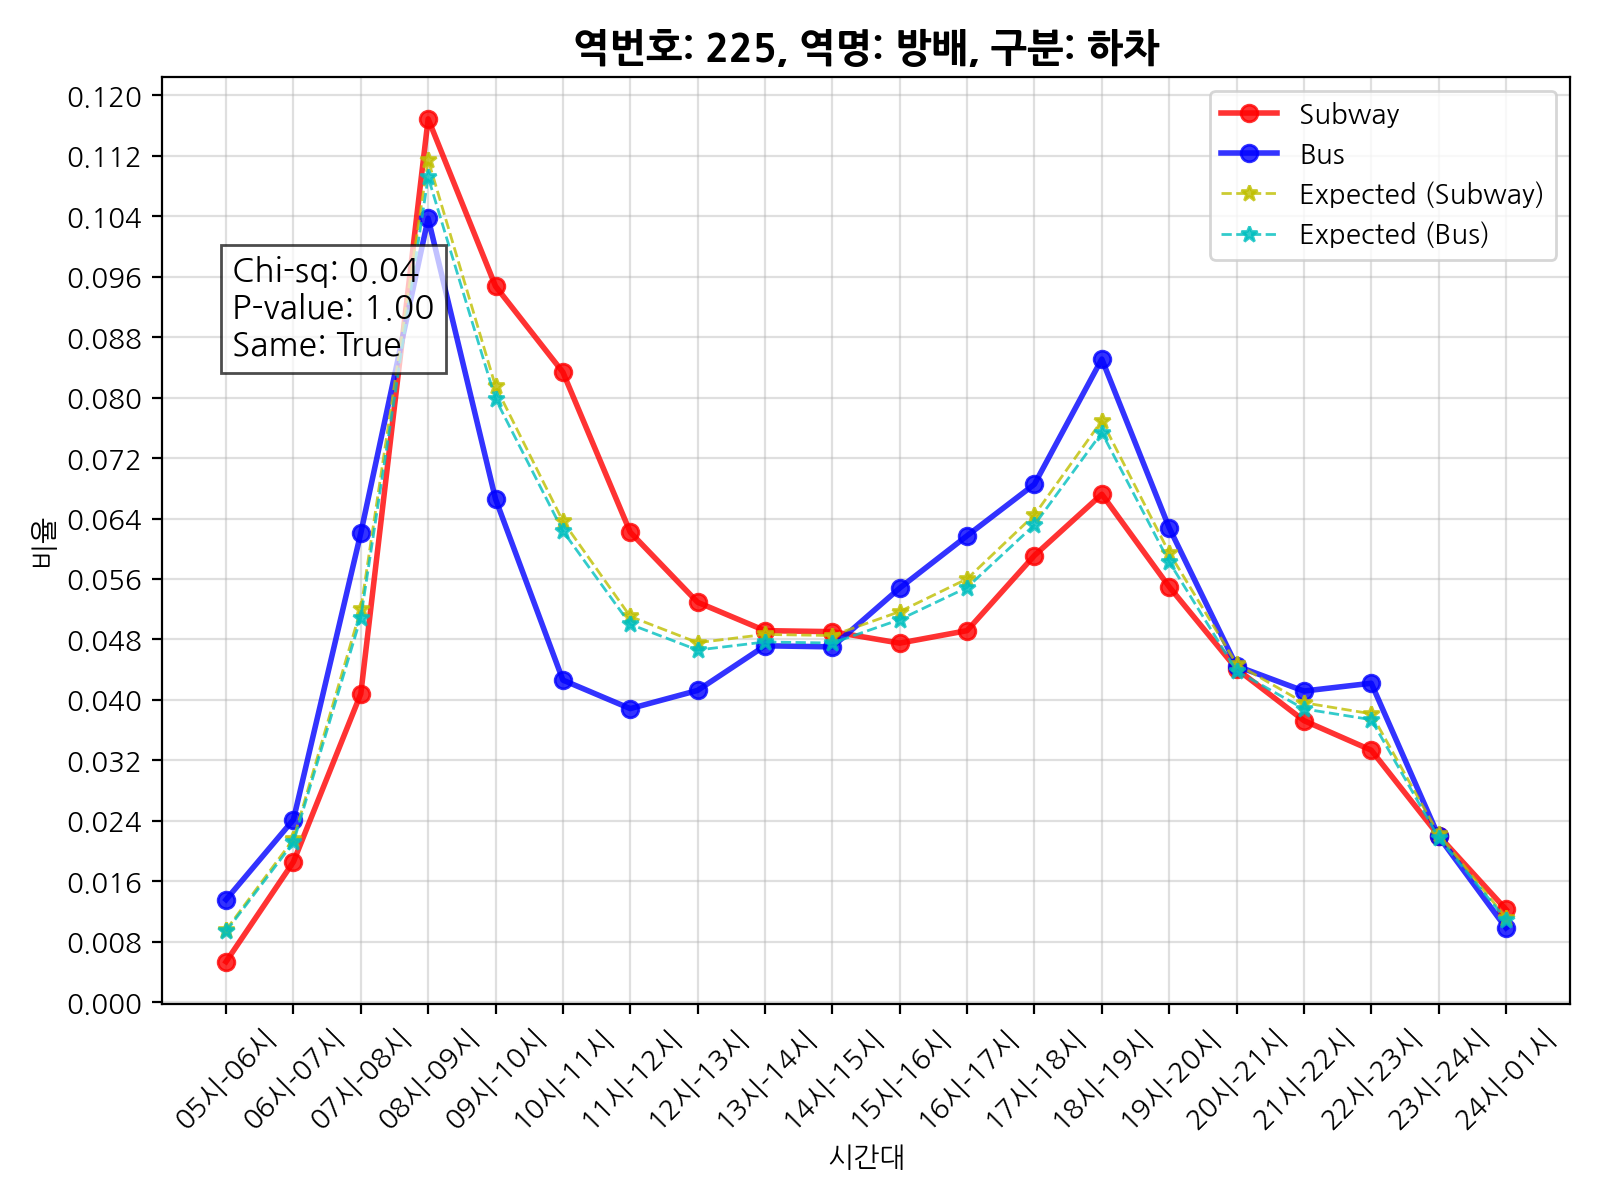 역번호: 225, 역명: 방배, 구분: 하차
0.120
0.112
0.104
0.096
0.088
0.080
0.072
0.064
0.056
0.048
0.040
0.032
0.024
0.016
0.008
0.000
비율
Chi-sq: 0.04
P-value: 1.00
Same: True
Subway
Bus
Expected (Subway)
Expected (Bus)
05시-06시
06시-07시
07시-08시
08시-09시
09시-10시
10시-11시
11시-12시
12시-13시
13시-14시
14시-15시
15시-16시
16시-17시
17시-18시
18시-19시
19시-20시
20시-21시
21시-22시
22시-23시
23시-24시
24시-01시
시간대